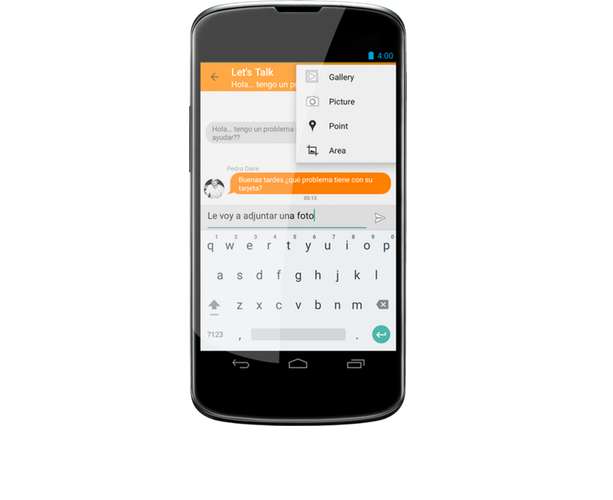 4:00
Let's Talk
Hola... tengo un p
Gallery
Picture
Point
Area
Hola... tengo un problema
ayudar??
Pedro Daire
Buenas tardes ¿qué problema tiene con su
tarjeta?
00:13
Le voy a adjuntar una foto
1 2 3 4 5 6 7 8 9 0
q w e r t y u i o p
a s d f g h j k l
z x c v b n m
?123 , .